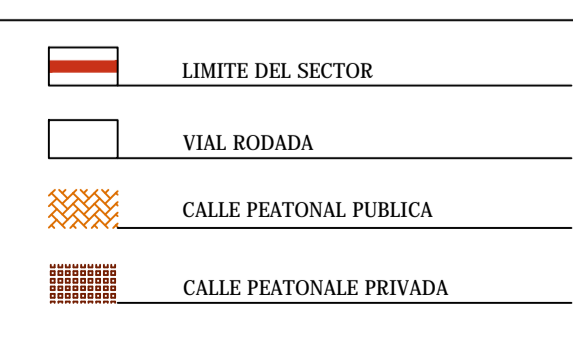 LIMITE DEL SECTOR
VIAL RODADA
CALLE PEATONAL PUBLICA
CALLE PEATONALE PRIVADA